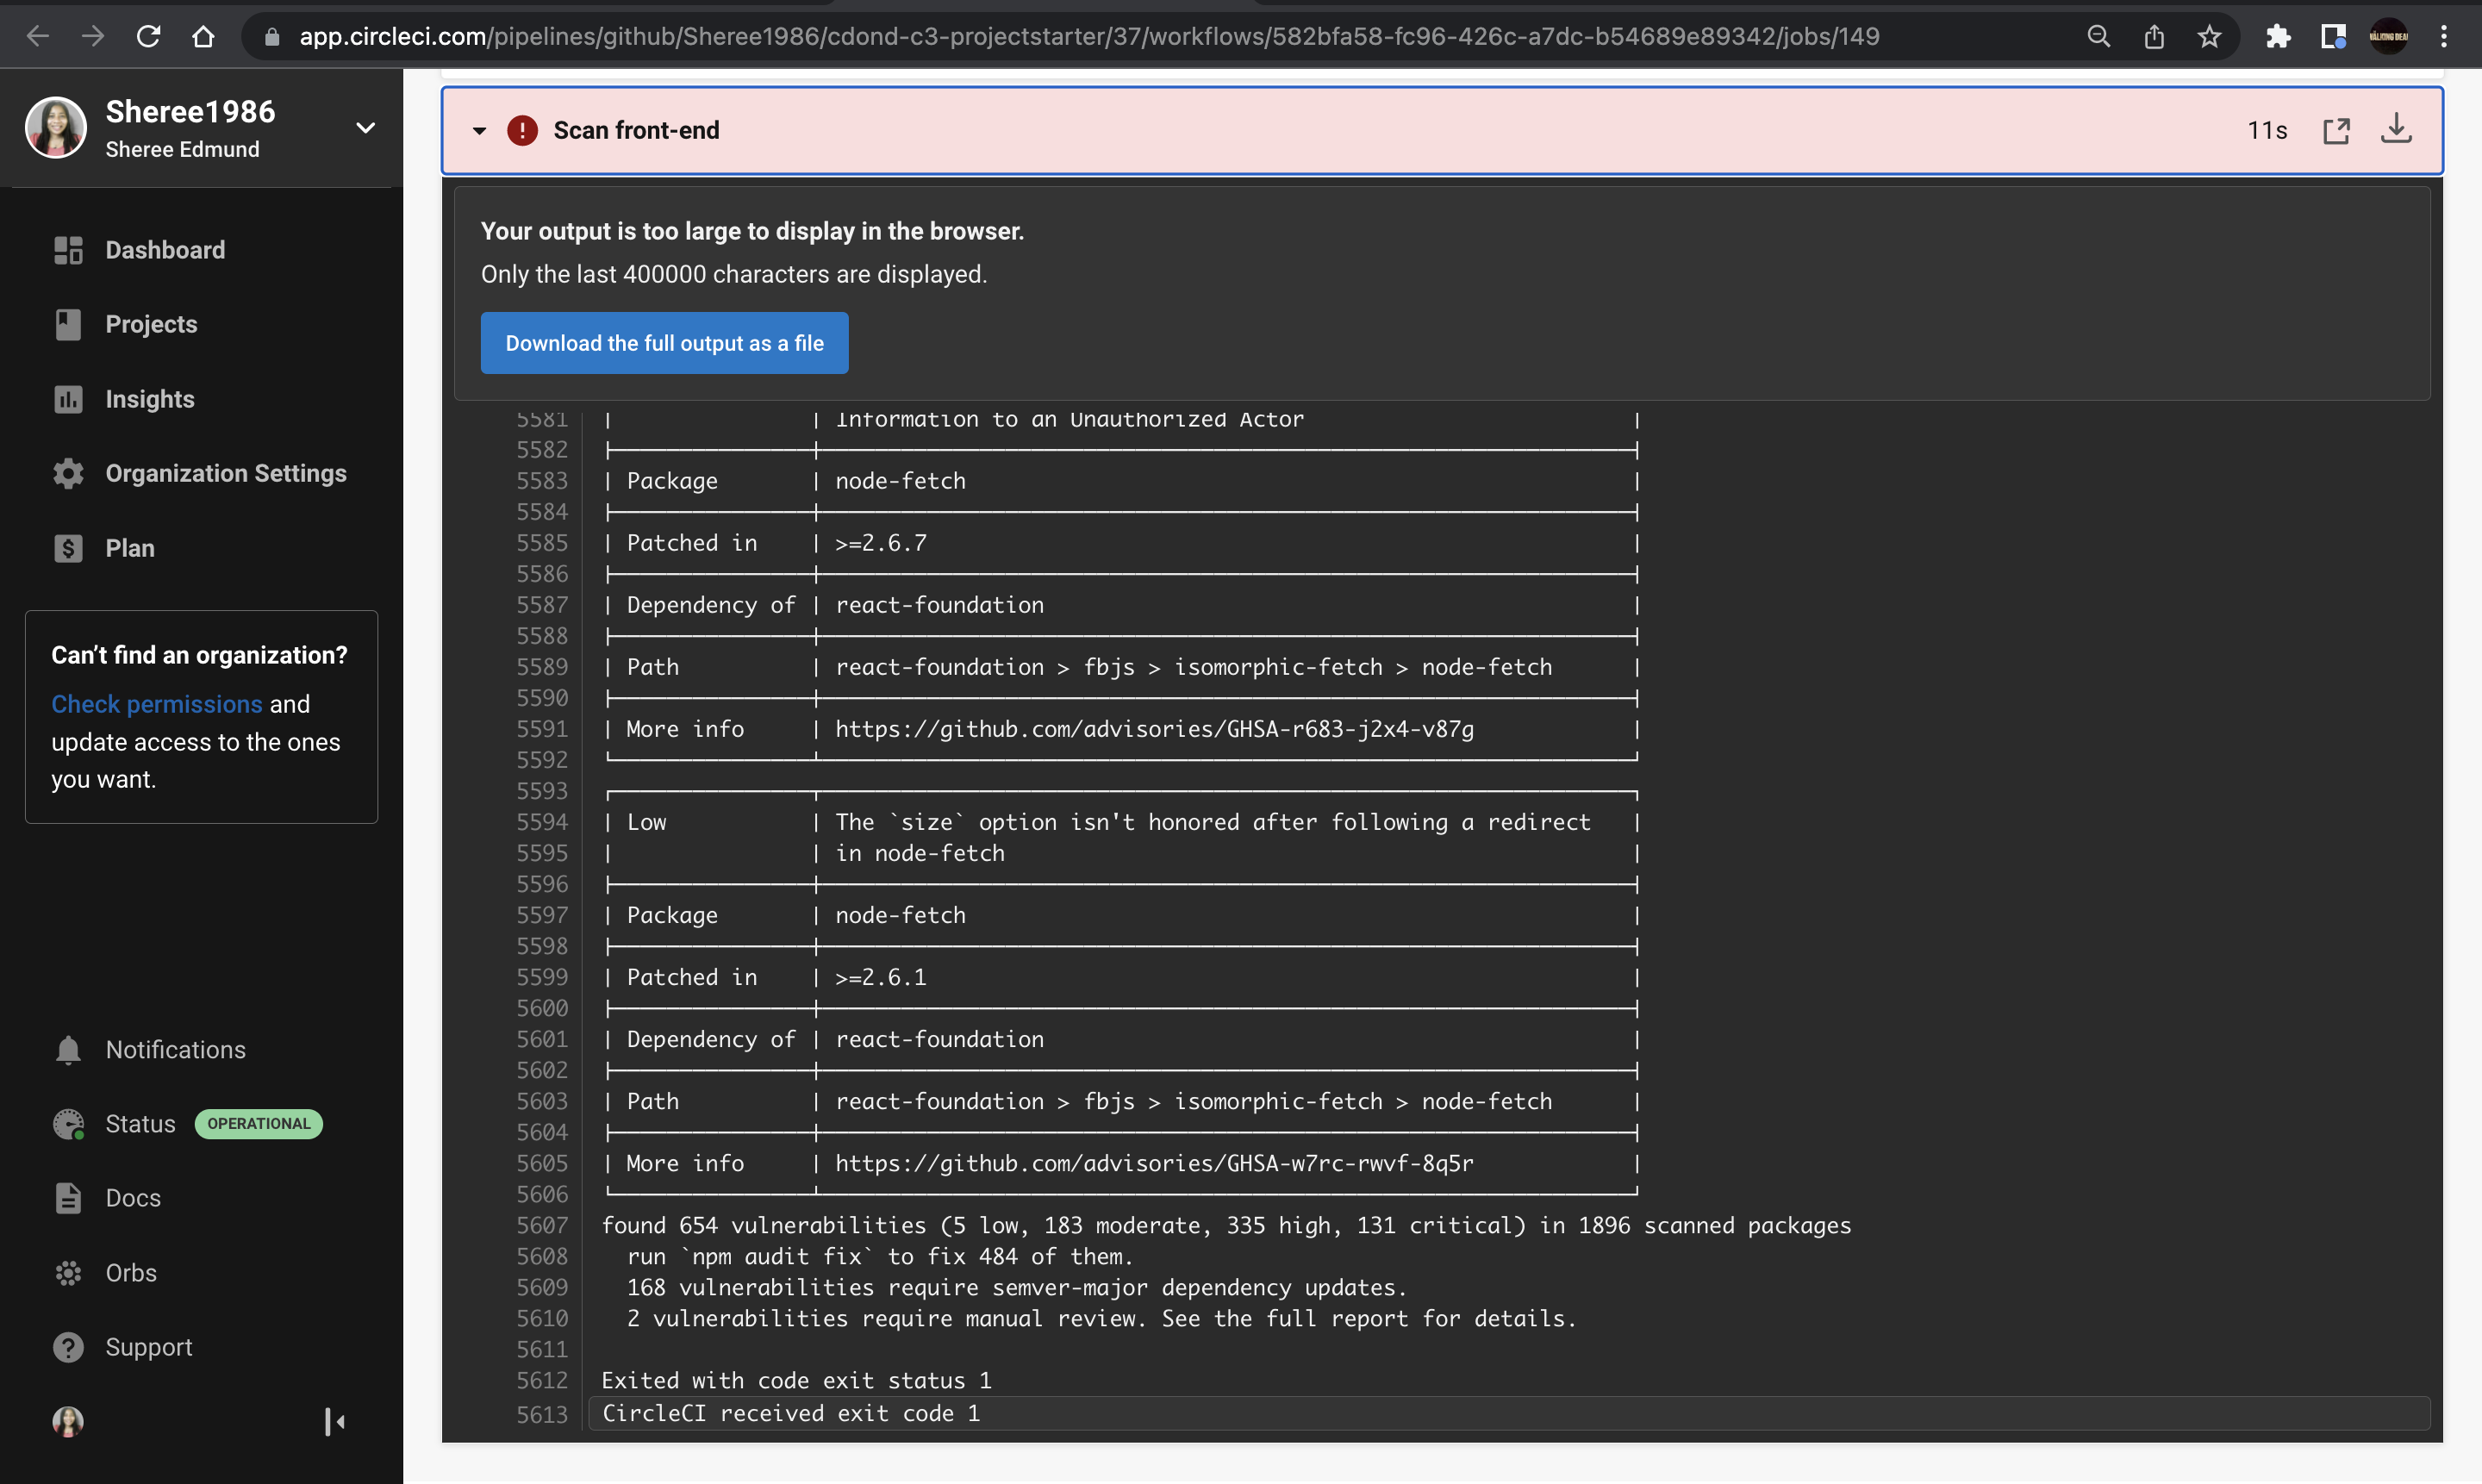 app.circleci.com/pipelines/github/Sheree1986/cdond-c3-projectstarter/37/workflows/582bfa58-fc96-426c-a7dc-b54689e89342/jobs/149
Sheree1986
Sheree Edmund
Dashboard
Projects
Insights
Organization Settings
Plan
Can't find an organization?
Check permissions and
update access to the ones
you want.
Notifications
Status OPERATIONAL
Docs
Orbs
Support
Scan front-end 11s
Your output is too large to display in the browser.
Only the last 400000 characters are displayed.
Download the full output as a file
5581 | | Information to an Unauthorized Actor |
5582
5583 | Package | node-fetch |
5584
5585 | Patched in | >=2.6.7 |
5586
5587 | Dependency of | react-foundation |
5588
5589 | Path | react-foundation > fbjs > isomorphic-fetch > node-fetch |
5590
5591 | More info | https://github.com/advisories/GHSA-r683-j2x4-v87g |
5592
5593
5594 | Low | The `size` option isn't honored after following a redirect |
5595 | | in node-fetch |
5596
5597 | Package | node-fetch |
5598
5599 | Patched in | >=2.6.1 |
5600
5601 | Dependency of | react-foundation |
5602
5603 | Path | react-foundation > fbjs > isomorphic-fetch > node-fetch |
5604
5605 | More info | https://github.com/advisories/GHSA-w7rc-rwvf-8q5r |
5606
5607 found 654 vulnerabilities (5 low, 183 moderate, 335 high, 131 critical) in 1896 scanned packages
5608 run `npm audit fix` to fix 484 of them.
5609 168 vulnerabilities require semver-major dependency updates.
5610 2 vulnerabilities require manual review. See the full report for details.
5611
5612 Exited with code exit status 1
5613 CircleCI received exit code 1